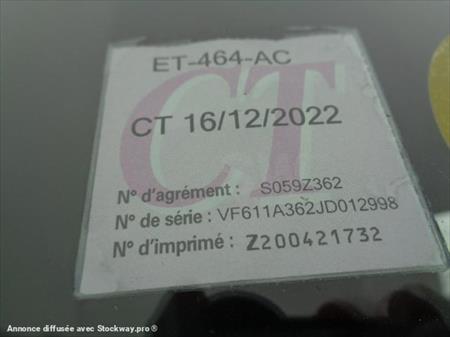 ET-464-AC
CT
CT 16/12/2022
N° d'agrément : S059Z362
N° de série : VF611A362JD012998
N° d'imprimé : Z200421732
Annonce diffusée avec Stockway.pro ®